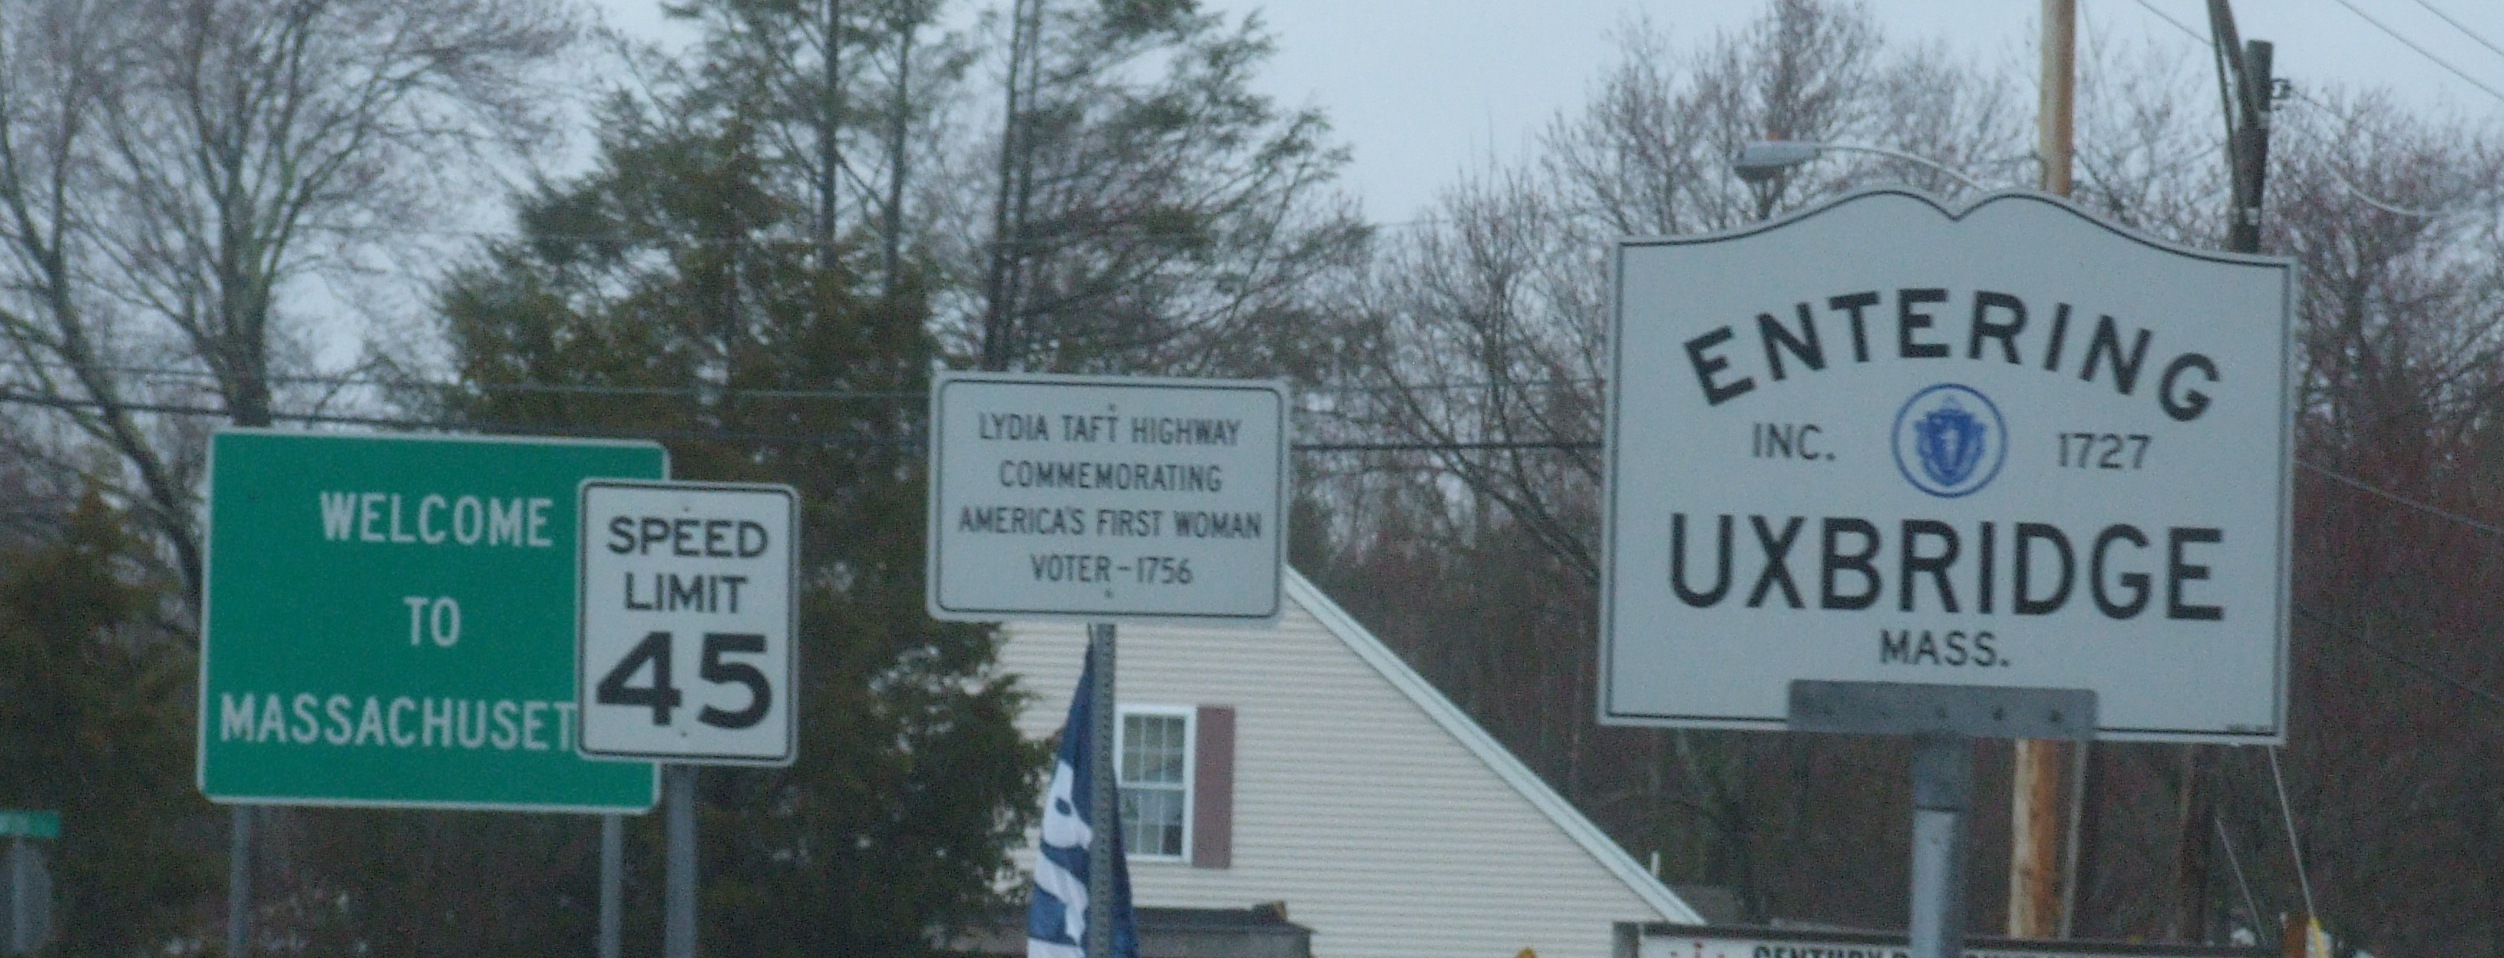 WELCOME
TO
MASSACHUSET
SPEED
LIMIT
45
LYDIA TAFT HIGHWAY
COMMEMORATING
AMERICA'S FIRST WOMAN
VOTER-1756
ENTERING
INC. 1727
UXBRIDGE
MASS.
CENTURY